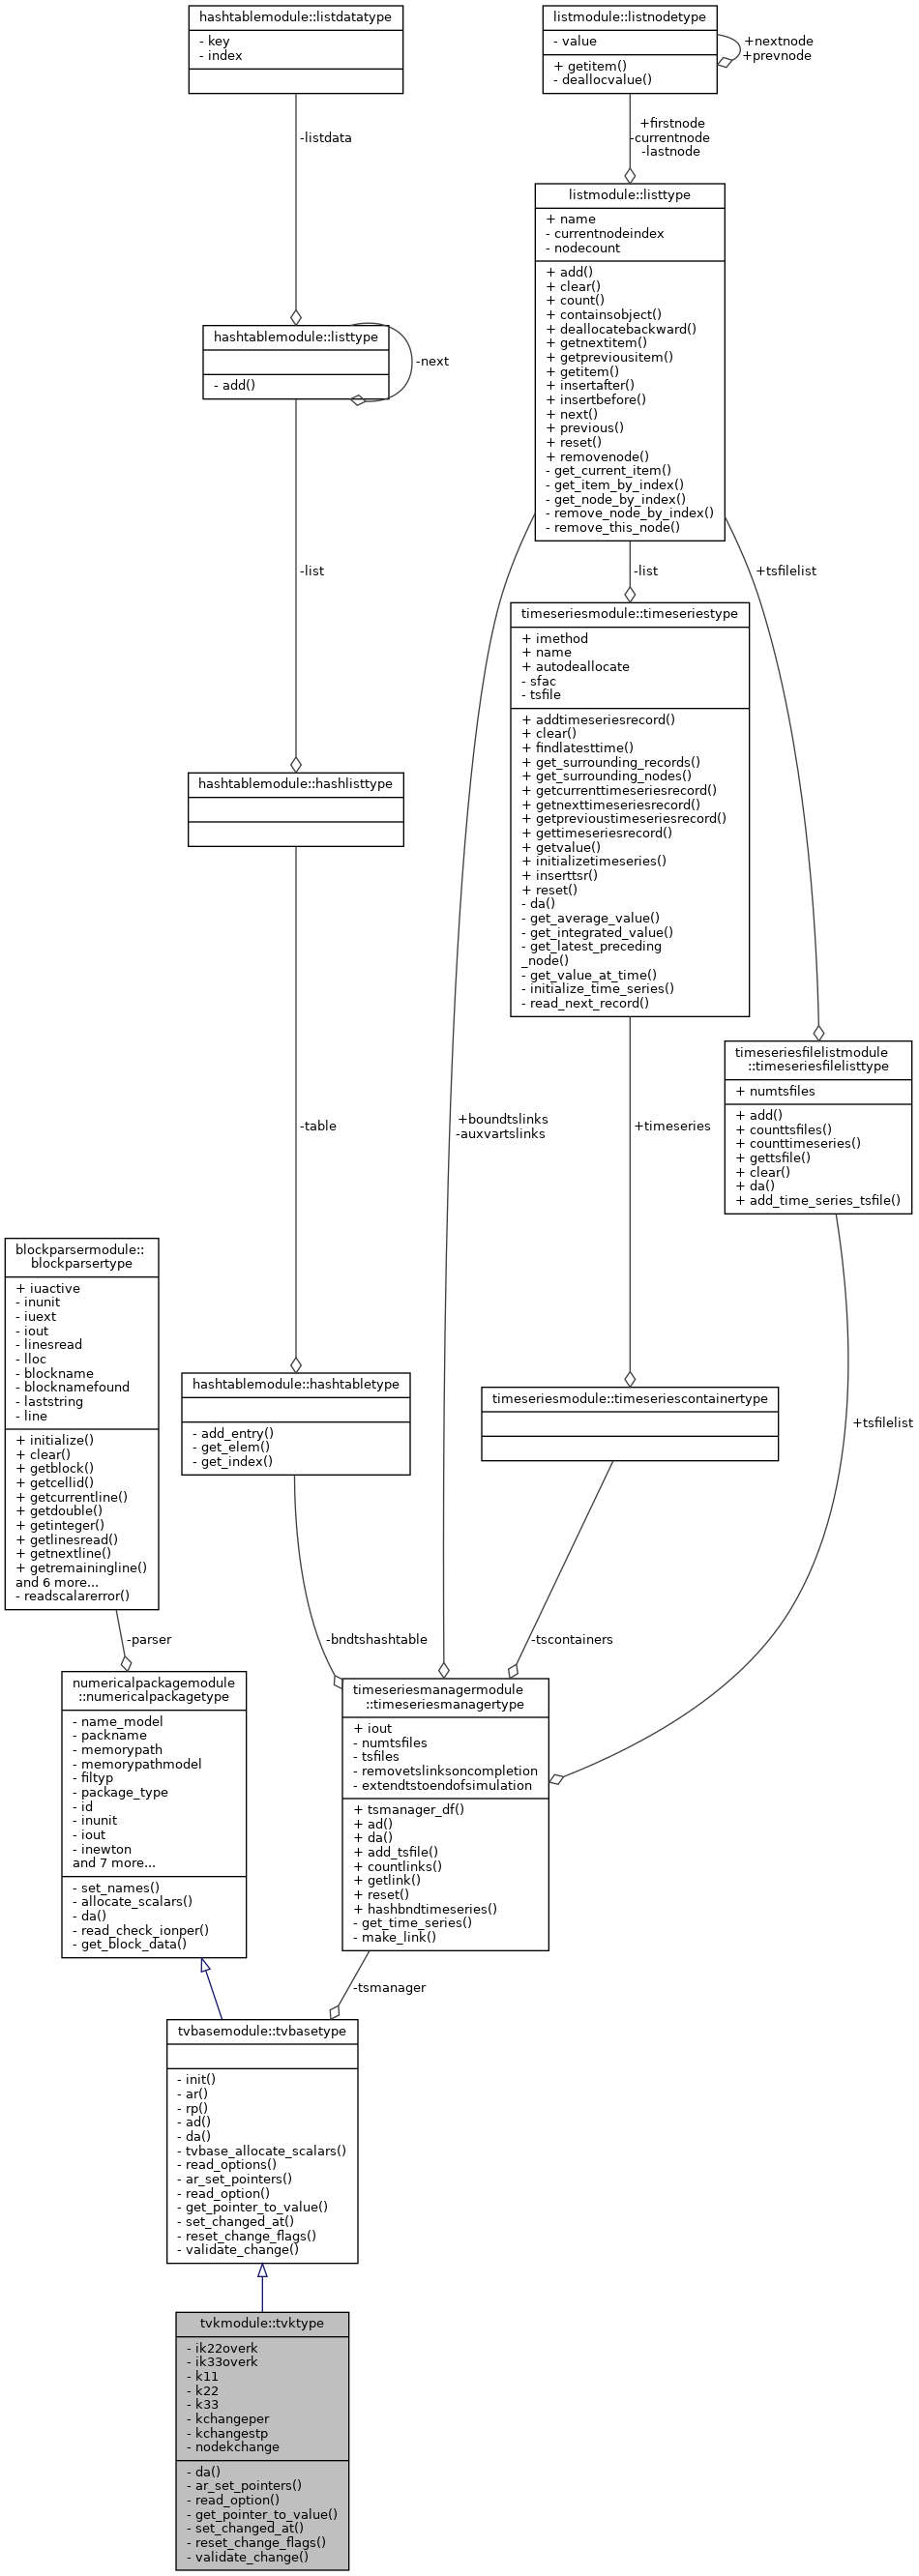 hashtablemodule::listdatatype
- key
- index
listmodule::listnodetype
- value
+ getitem()
- deallocvalue()
+nextnode
+prevnode
-listdata
+firstnode
-currentnode
-lastnode
listmodule::listtype
+ name
- currentnodeindex
- nodecount
+ add()
+ clear()
+ count()
+ containsobject()
+ deallocatebackward()
+ getnextitem()
+ getpreviousitem()
+ getitem()
+ insertafter()
+ insertbefore()
+ next()
+ previous()
+ reset()
+ removenode()
- get_current_item()
- get_item_by_index()
- get_node_by_index()
- remove_node_by_index()
- remove_this_node()
hashtablemodule::listtype
- add()
-next
-list
-list
+tsfilelist
timeseriesmodule::timeseriestype
+ imethod
+ name
+ autodeallocate
- sfac
- tsfile
+ addtimeseriesrecord()
+ clear()
+ findlatesttime()
+ get_surrounding_records()
+ get_surrounding_nodes()
+ getcurrenttimeseriesrecord()
+ getnexttimeseriesrecord()
+ getprevioustimeseriesrecord()
+ gettimeseriesrecord()
+ getvalue()
+ initializetimeseries()
+ inserttsr()
+ reset()
- da()
- get_average_value()
- get_integrated_value()
- get_latest_preceding
_node()
- get_value_at_time()
- initialize_time_series()
- read_next_record()
hashtablemodule::hashlisttype
timeseriesfilelistmodule
::timeseriesfilelisttype
+ numtsfiles
+ add()
+ counttsfiles()
+ counttimeseries()
+ gettsfile()
+ clear()
+ da()
+ add_time_series_tsfile()
-table
+boundtslinks
-auxvartslinks
+timeseries
blockparsermodule::
blockparsertype
+ iuactive
- inunit
- iuext
- iout
- linesread
- lloc
- blockname
- blocknamefound
- laststring
- line
+ initialize()
+ clear()
+ getblock()
+ getcellid()
+ getcurrentline()
+ getdouble()
+ getinteger()
+ getlinesread()
+ getnextline()
+ getremainingline()
and 6 more...
- readscalarerror()
hashtablemodule::hashtabletype
- add_entry()
- get_elem()
- get_index()
timeseriesmodule::timeseriescontainertype
+tsfilelist
-parser
-bndtshashtable
-tscontainers
numericalpackagemodule
::numericalpackagetype
- name_model
- packname
- memorypath
- memorypathmodel
- filtyp
- package_type
- id
- inunit
- iout
- inewton
and 7 more...
- set_names()
- allocate_scalars()
- da()
- read_check_ionper()
- get_block_data()
timeseriesmanagermodule
::timeseriesmanagertype
+ iout
- numtsfiles
- tsfiles
- removetslinksoncompletion
- extendtstoendofsimulation
+ tsmanager_df()
+ ad()
+ da()
+ add_tsfile()
+ countlinks()
+ getlink()
+ reset()
+ hashbndtimeseries()
- get_time_series()
- make_link()
-tsmanager
tvbasemodule::tvbasetype
- init()
- ar()
- rp()
- ad()
- da()
- tvbase_allocate_scalars()
- read_options()
- ar_set_pointers()
- read_option()
- get_pointer_to_value()
- set_changed_at()
- reset_change_flags()
- validate_change()
tvkmodule::tvktype
- ik22overk
- ik33overk
- k11
- k22
- k33
- kchangeper
- kchangestp
- nodekchange
- da()
- ar_set_pointers()
- read_option()
- get_pointer_to_value()
- set_changed_at()
- reset_change_flags()
- validate_change()